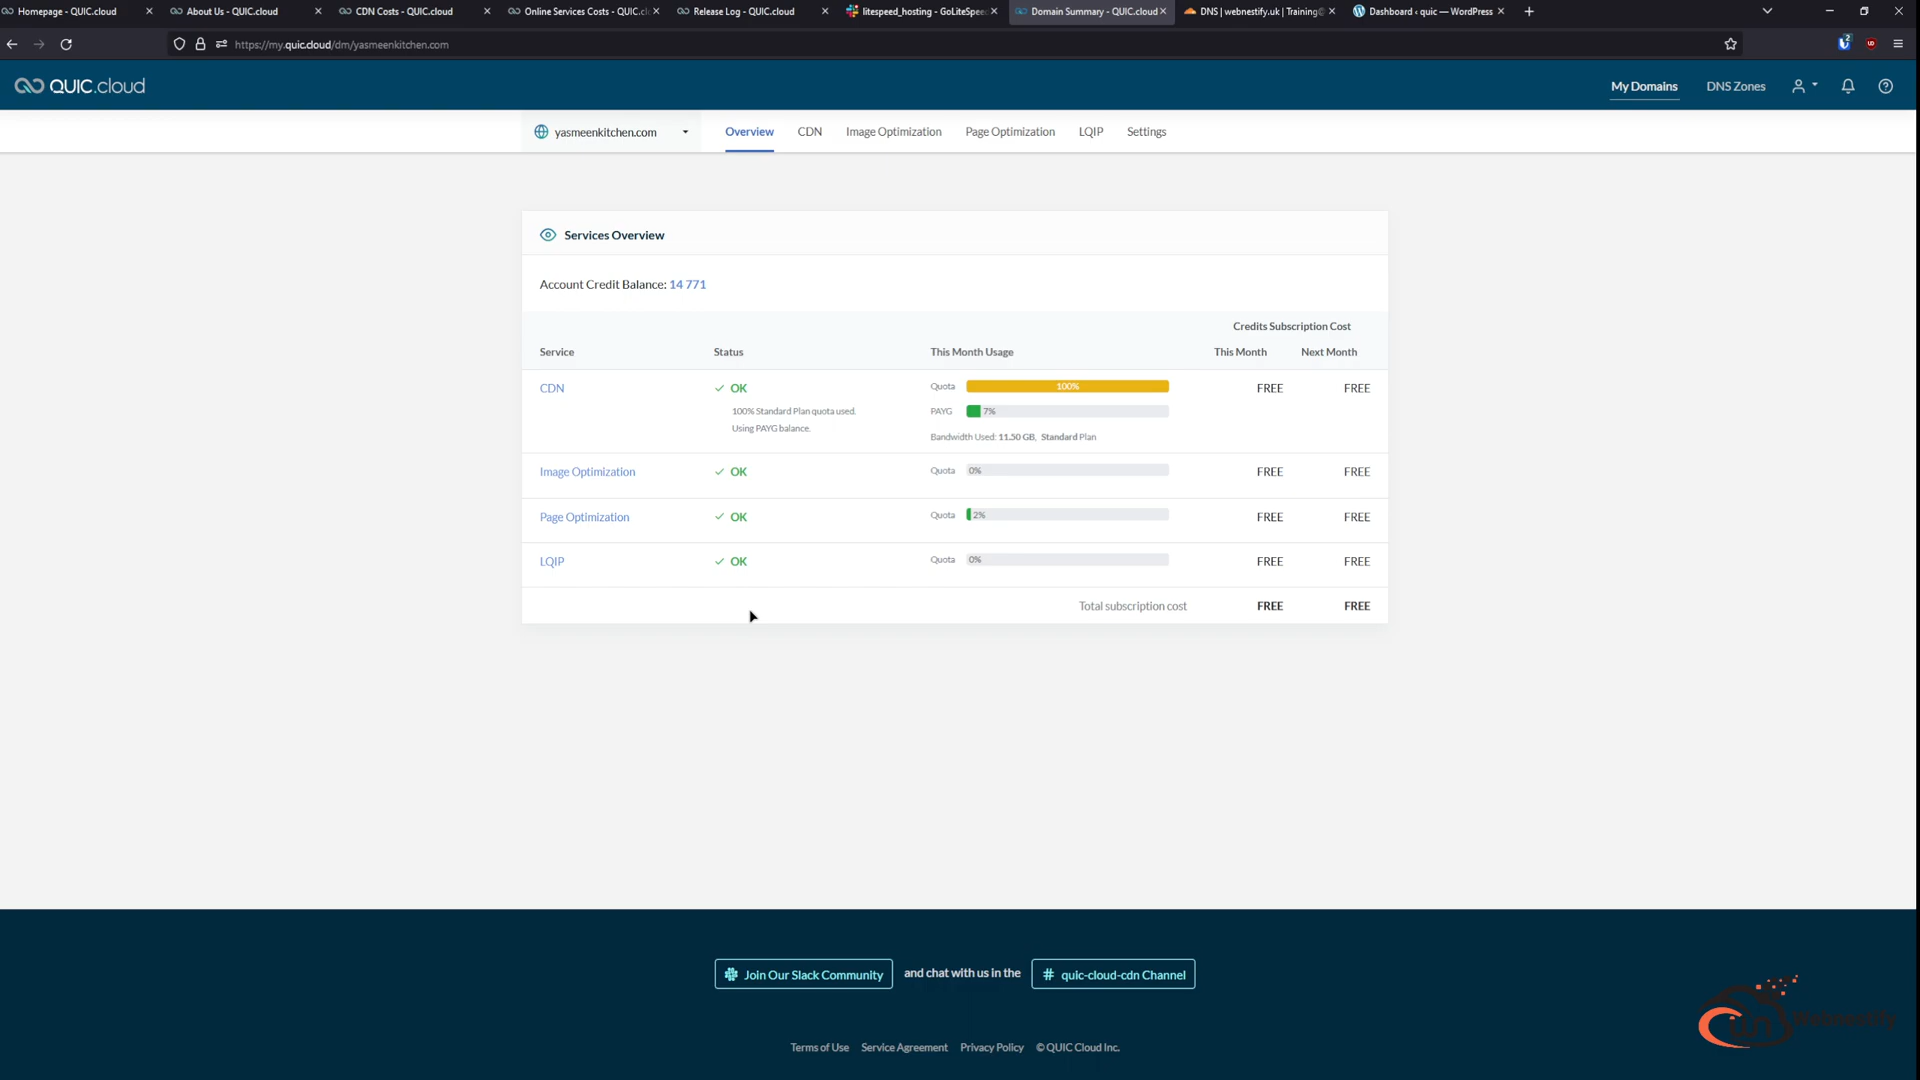 Homepage - QUIC.cloud
About Us - QUIC.cloud
CDN Costs - QUIC.cloud
Online Services Costs - QUIC.cl
Release Log - QUIC.cloud
litespeed_hosting - GoLiteSpee
Domain Summary - QUIC.cloud
DNS | webnestify.uk | Training@
Dashboard ‹ quic — WordPress
https://my.quic.cloud/dm/yasmeenkitchen.com
2
QUIC.cloud
My Domains
DNS Zones
yasmeenkitchen.com
Overview
CDN
Image Optimization
Page Optimization
LQIP
Settings
Services Overview
Account Credit Balance: 14 771
Credits Subscription Cost
Service Status This Month Usage This Month Next Month
CDN OK Quota 100% FREE FREE
100% Standard Plan quota used. PAYG 7%
Using PAYG balance.
Bandwidth Used: 11.50 GB, Standard Plan
Image Optimization OK Quota 0% FREE FREE
Page Optimization OK Quota 2% FREE FREE
LQIP OK Quota 0% FREE FREE
Total subscription cost FREE FREE
Join Our Slack Community and chat with us in the # quic-cloud-cdn Channel
Terms of Use Service Agreement Privacy Policy © QUIC Cloud Inc.
Webnestify